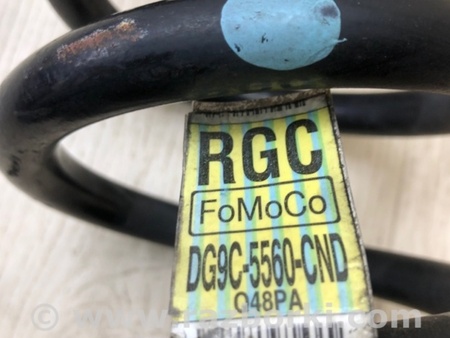 RGC
FoMoCo
DG9C-5560-CND
Q48PA